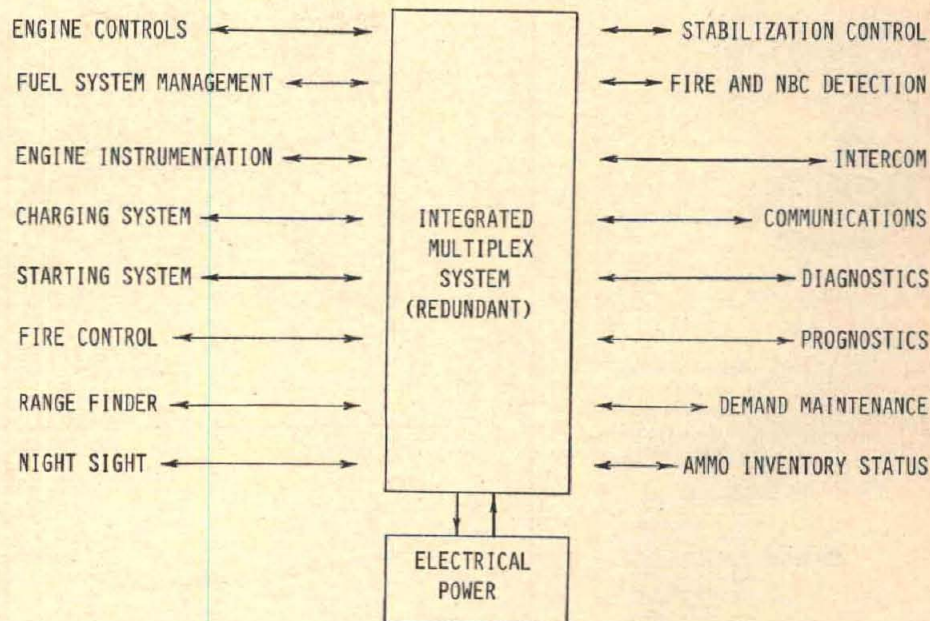 ENGINE CONTROLS
FUEL SYSTEM MANAGEMENT
ENGINE INSTRUMENTATION
CHARGING SYSTEM
STARTING SYSTEM
FIRE CONTROL
RANGE FINDER
NIGHT SIGHT
INTEGRATED
MULTIPLEX
SYSTEM
(REDUNDANT)
STABILIZATION CONTROL
FIRE AND NBC DETECTION
INTERCOM
COMMUNICATIONS
DIAGNOSTICS
PROGNOSTICS
DEMAND MAINTENANCE
AMMO INVENTORY STATUS
ELECTRICAL
POWER